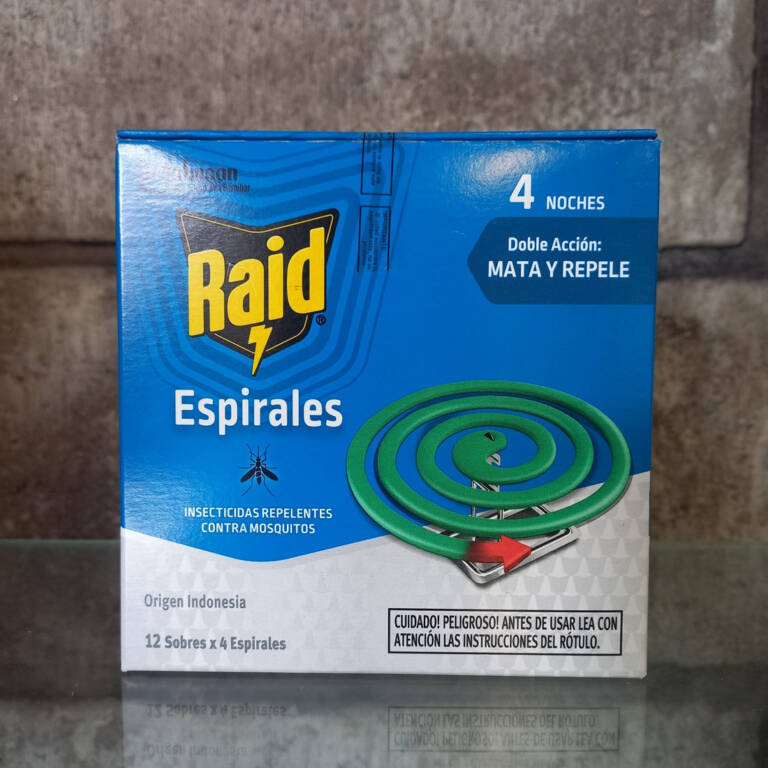 Raid
Espirales
INSECTICIDAS REPELENTES
CONTRA MOSQUITOS
4 NOCHES
Doble Acción:
MATA Y REPELE
Origen Indonesia
12 Sobres x 4 Espirales
CUIDADO! PELIGROSO! ANTES DE USAR LEA CON
ATENCIÓN LAS INSTRUCCIONES DEL RÓTULO.